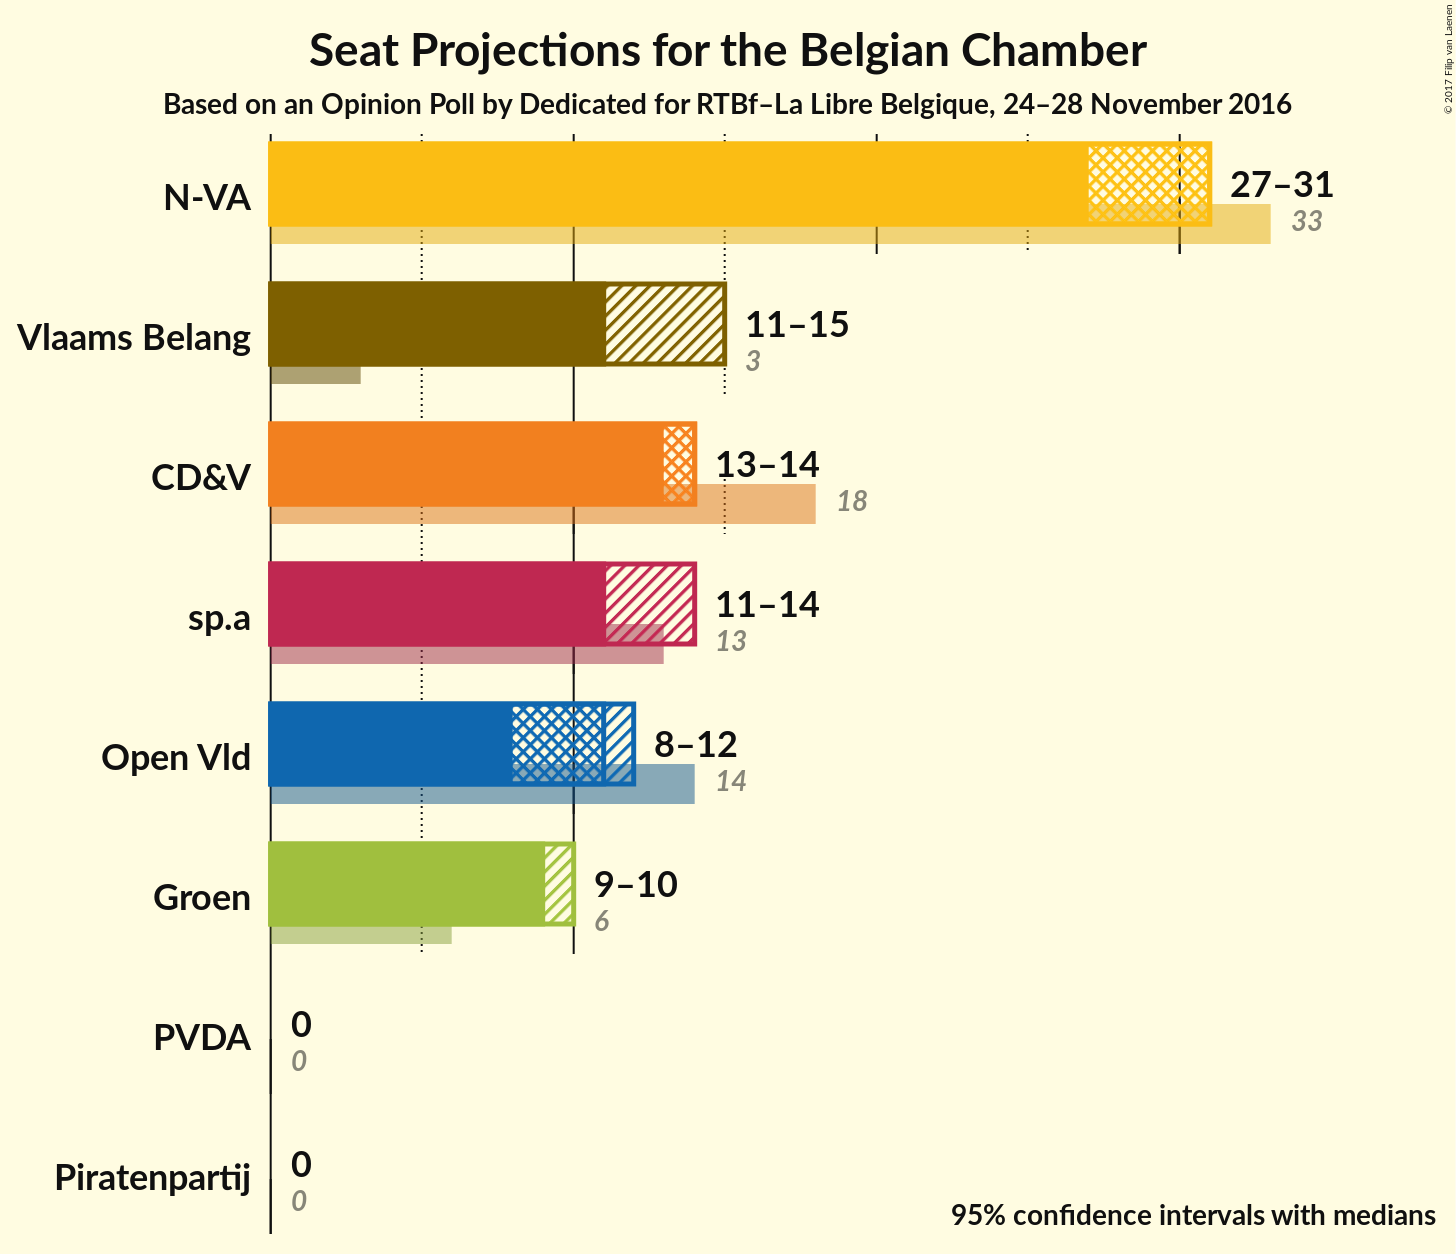 Seat Projections for the Belgian Chamber
Based on an Opinion Poll by Dedicated for RTBf–La Libre Belgique, 24–28 November 2016
© 2017 Filip van Laenen
N-VA
27–31
33
Vlaams Belang
11–15
3
CD&V
13–14
18
sp.a
11–14
13
Open Vld
8–12
14
Groen
9–10
6
PVDA
0
0
Piratenpartij
0
0
95% confidence intervals with medians